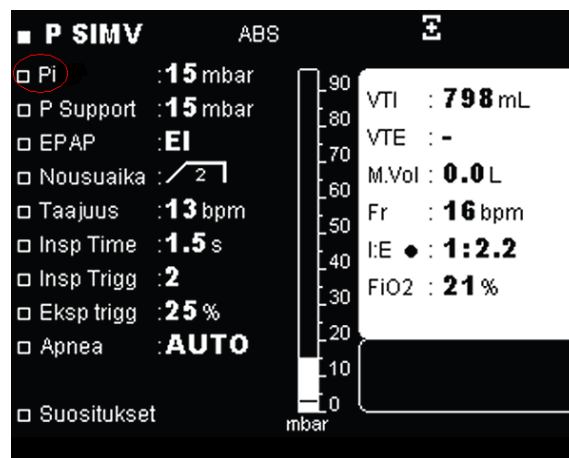 P SIMV ABS
Pi :15 mbar
P Support :15 mbar
EPAP :EI
Nousuaika : 2
Taajuus :13 bpm
Insp Time :1.5 s
Insp Trigg :2
Eksp trigg :25 %
Apnea :AUTO
Suositukset
90
80
70
60
50
40
30
20
10
0
mbar
VTI : 798 mL
VTE : -
M.Vol : 0.0 L
Fr : 16 bpm
I:E ● : 1:2.2
FiO2 : 21 %